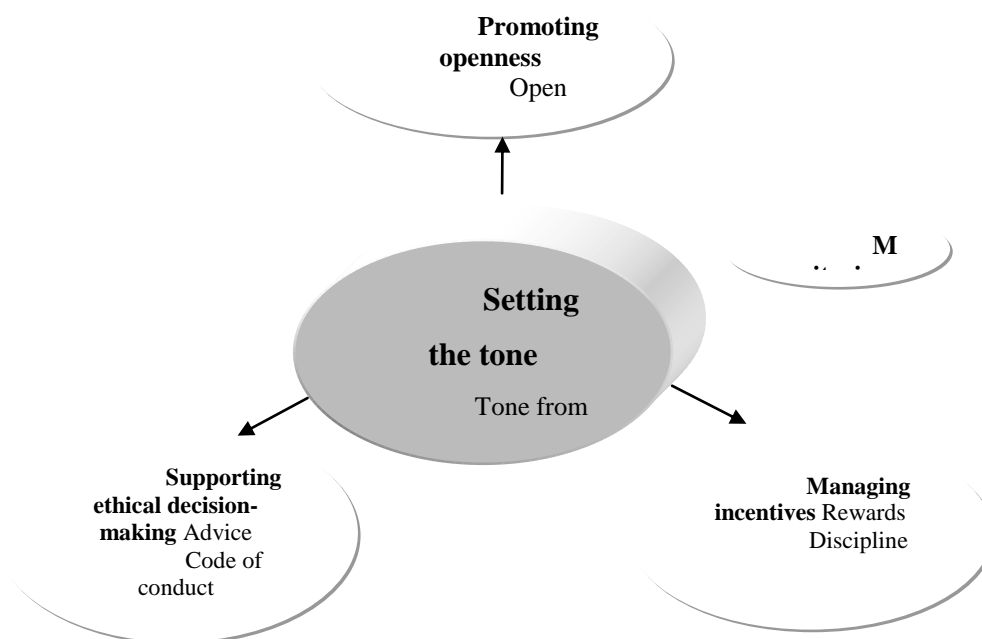 Promoting
openness
Open
M
Setting
the tone
Tone from
Supporting
ethical decision-
making Advice
Code of
conduct
Managing
incentives Rewards
Discipline